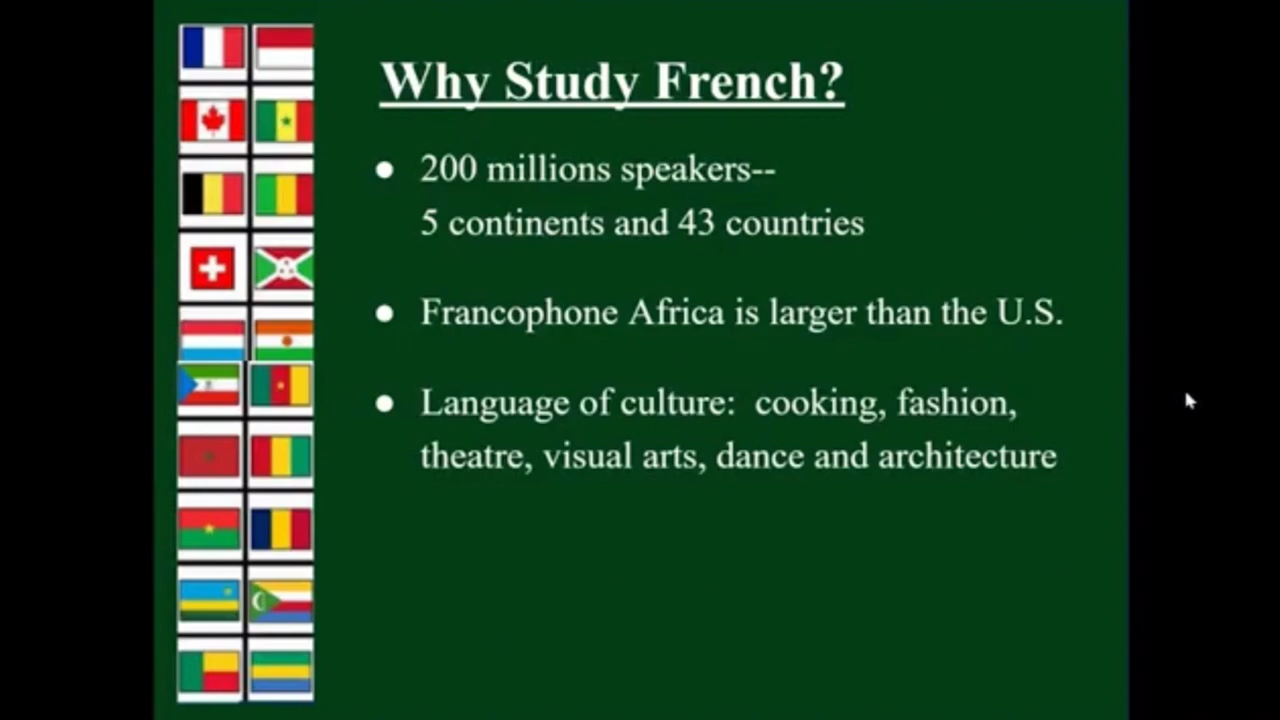 Why Study French?
● 200 millions speakers--
5 continents and 43 countries
● Francophone Africa is larger than the U.S.
● Language of culture:  cooking, fashion,
theatre, visual arts, dance and architecture